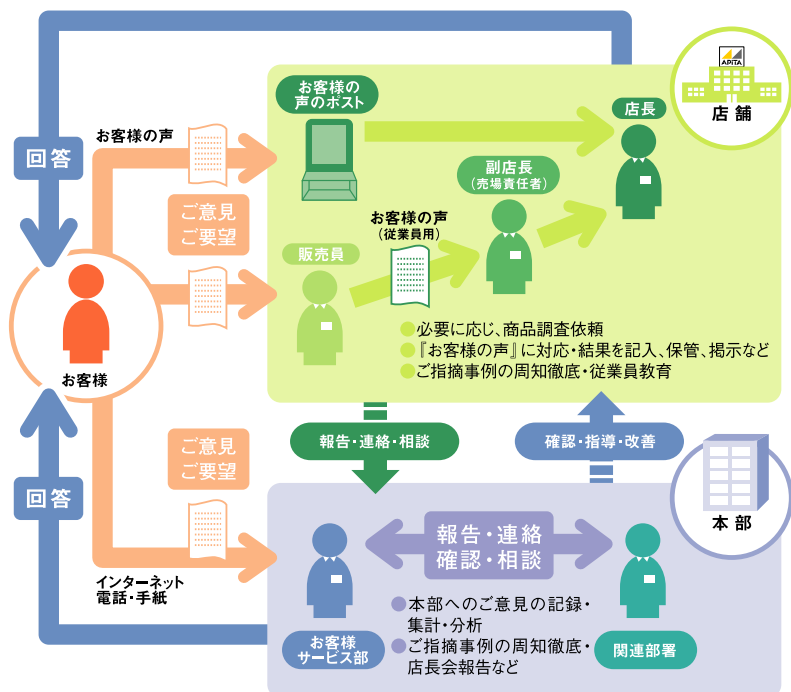 APiTA
店舗
お客様の
声のポスト
店長
お客様の声
回答
副店長
(売場責任者)
ご意見
ご要望
お客様の声
(従業員用)
販売員
お客様
必要に応じ、商品調査依頼
『お客様の声』に対応・結果を記入、保管、掲示など
ご指摘事例の周知徹底・従業員教育
報告・連絡・相談
確認・指導・改善
ご意見
ご要望
回答
本部
報告・連絡
確認・相談
インターネット
電話・手紙
本部へのご意見の記録・
集計・分析
ご指摘事例の周知徹底・
店長会報告など
お客様
サービス部
関連部署